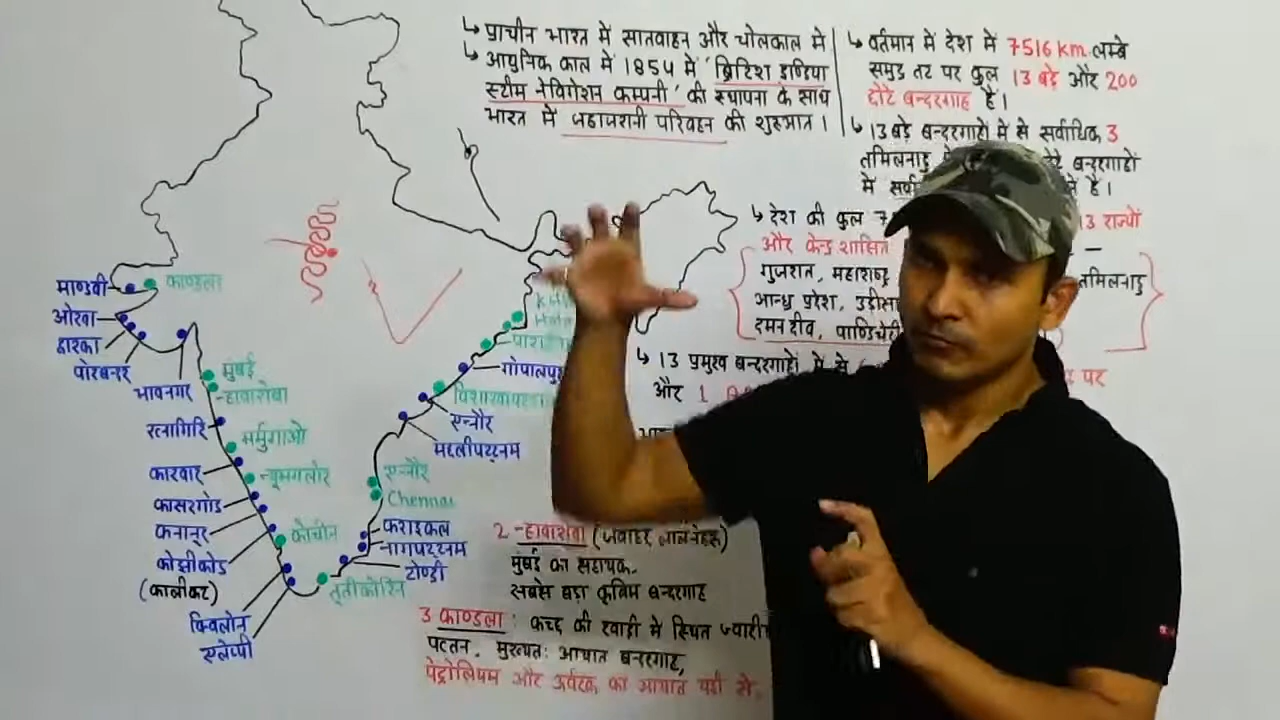 ↳ प्राचीन भारत में सातवाहन और चोलकाल में
↳ आधुनिक काल में 1854 में 'ब्रिटिश इण्डिया
स्टीम नेविगेशन कम्पनी' की स्थापना के साथ
भारत में जहाजरानी परिवहन की शुरुआत।
↳ वर्तमान में देश में 7516 km लम्बे
समुद्र तट पर कुल 13 बड़े और 200
छोटे बन्दरगाह है।
↳ 13 बड़े बन्दरगाहों में से सर्वाधिक 3
तमिलनाडु बन्दरगाहों
में है।
↳ देश की कुल 13 राज्यों
और केन्द्र शासित
गुजरात, महाराष्ट्र तमिलनाडु
आन्ध्र प्रदेश, उड़ीसा
दमन दीव, पाण्डिचेरी
↳ 13 प्रमुख बन्दरगाहों में से
और 1 पर
माण्डवी
काण्डला
ओखा
द्वारका
पोरबन्दर
भावनगर
मुंबई
न्हावाशेवा
रत्नागिरि
मर्मुगाओ
कारवार
न्यूमंगलोर
कासरगोड
कनानूर
कोचीन
कोझीकोड
(कालीकट)
क्विलोन
एलेप्पी
तूतीकोरिन
टोण्डी
नागपट्टनम
कराइकल
Chennai
एन्नौर
मछलीपट्टनम
एन्नौर
2 न्हावाशेवा (जवाहर लालनेहरू)
मुंबई का सहायक.
सबसे बड़ा कृत्रिम बन्दरगाह
3 काण्डला : कच्छ की खाड़ी में स्थित
पत्तन. मुख्यतः आयात बन्दरगाह,
पेट्रोलियम और उर्वरक का आयात यहीं से.